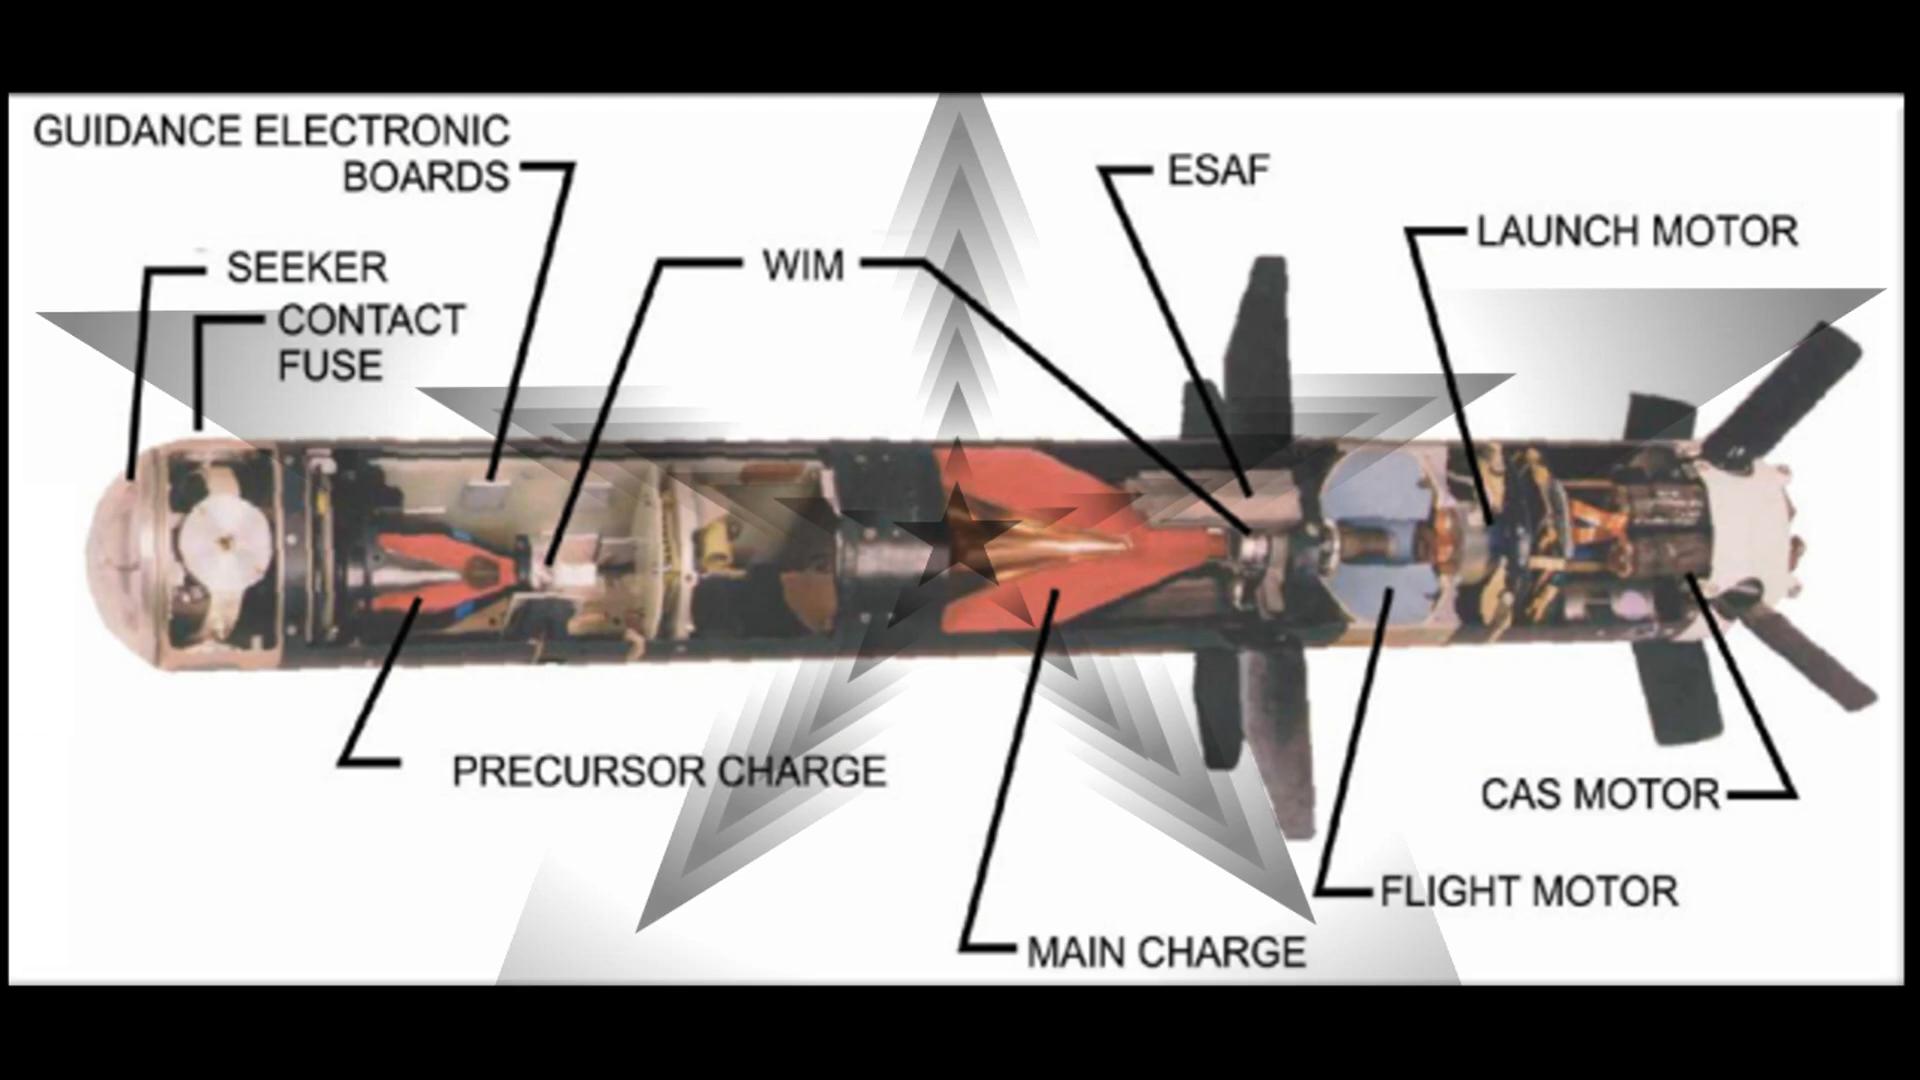 GUIDANCE ELECTRONIC
BOARDS
SEEKER
CONTACT
FUSE
WIM
ESAF
LAUNCH MOTOR
PRECURSOR CHARGE
CAS MOTOR
FLIGHT MOTOR
MAIN CHARGE